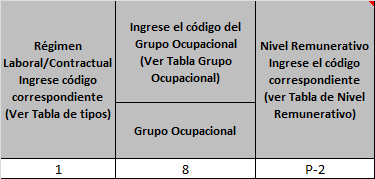 Régimen
Laboral/Contractual
Ingrese código
correspondiente
(Ver Tabla de tipos)
Ingrese el código del
Grupo Ocupacional
(Ver Tabla Grupo
Ocupacional)
Grupo Ocupacional
Nivel Remunerativo
Ingrese el código
correspondiente
(ver Tabla de Nivel
Remunerativo)
1
8
P-2